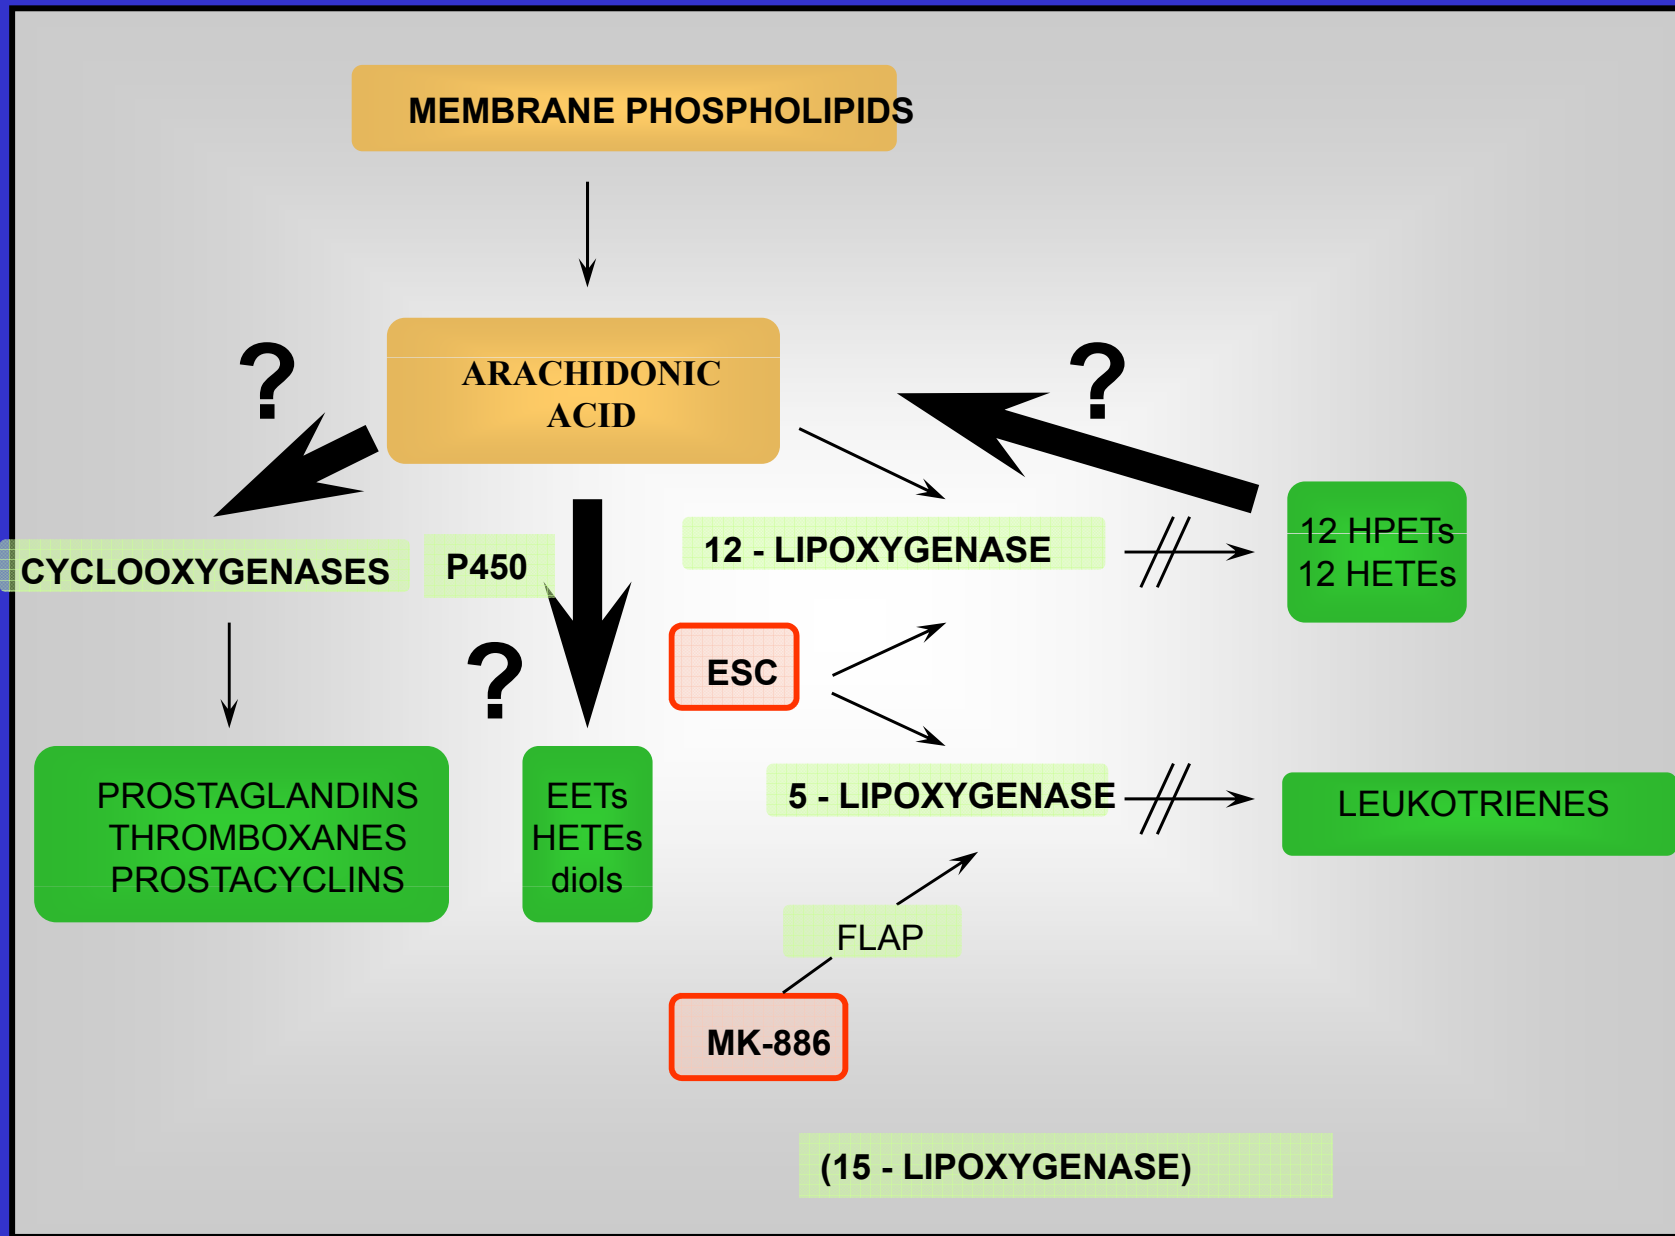 MEMBRANE PHOSPHOLIPIDS
?
ARACHIDONIC
ACID
?
CYCLOOXYGENASES
P450
12 - LIPOXYGENASE
12 HPETs
12 HETEs
?
ESC
PROSTAGLANDINS
THROMBOXANES
PROSTACYCLINS
EETs
HETEs
diols
5 - LIPOXYGENASE
LEUKOTRIENES
FLAP
MK-886
(15 - LIPOXYGENASE)